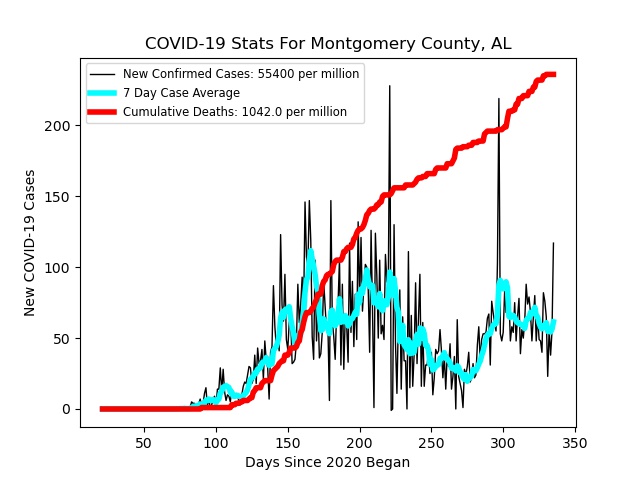 COVID-19 Stats For Montgomery County, AL
New Confirmed Cases: 55400 per million
7 Day Case Average
Cumulative Deaths: 1042.0 per million
New COVID-19 Cases
200
150
100
50
0
50
100
150
200
250
300
350
Days Since 2020 Began